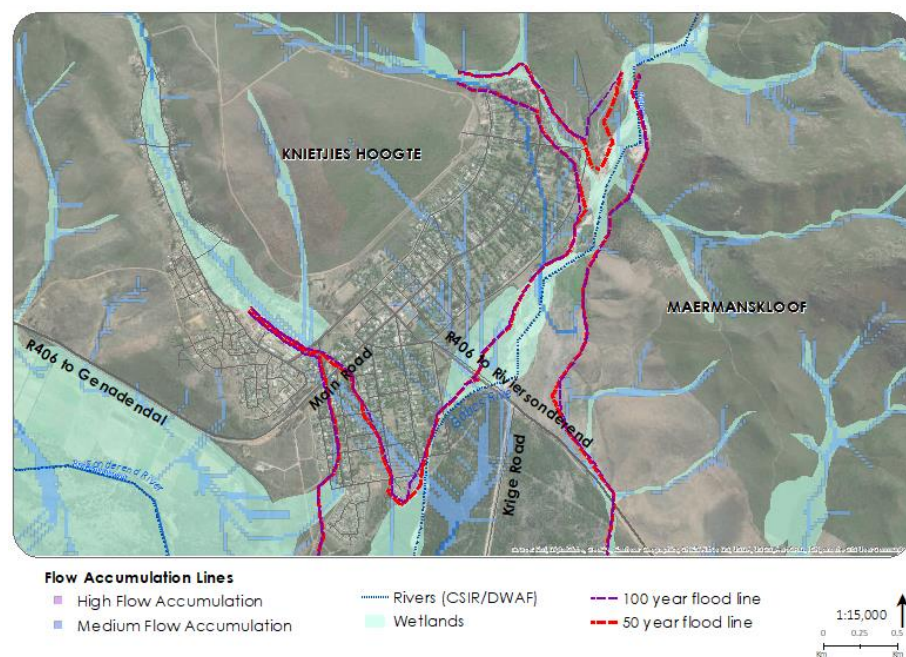 KNIETJIES HOOGTE
MAERMANSKLOOF
R406 to Genadendal
Main Road
R406 to Riviersonderend
Krige Road
River
Flow Accumulation Lines
High Flow Accumulation
Medium Flow Accumulation
Rivers (CSIR/DWAF)
Wetlands
100 year flood line
50 year flood line
1:15,000
0 0.25 0.5
Km Km